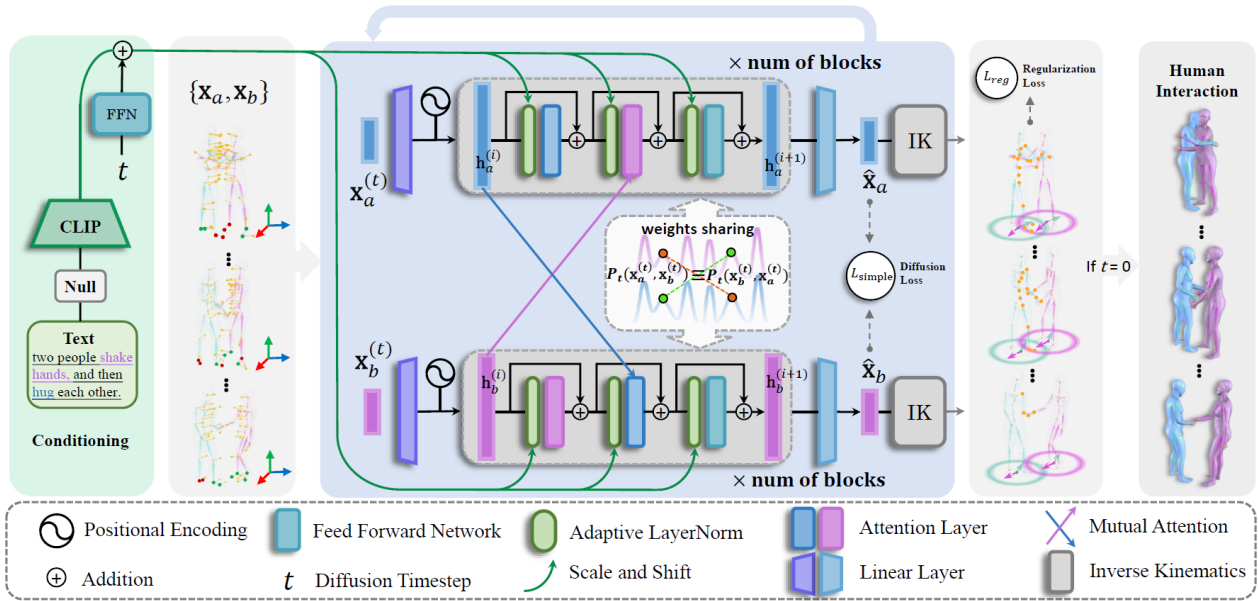 FFN
t
CLIP
Null
Text
two people shake
hands, and then
hug each other.
Conditioning
{x_a, x_b}
× num of blocks
x_a^(t)
h_a^(i)
h_a^(i+1)
x̂_a
IK
weights sharing
P_t(x_a^(t), x_b^(t)) ≡ P_t(x_b^(t), x_a^(t))
L_simple
Diffusion
Loss
x_b^(t)
h_b^(i)
h_b^(i+1)
x̂_b
IK
× num of blocks
L_reg
Regularization
Loss
If t = 0
Human
Interaction
Positional Encoding
Feed Forward Network
Adaptive LayerNorm
Attention Layer
Mutual Attention
Addition
t Diffusion Timestep
Scale and Shift
Linear Layer
Inverse Kinematics